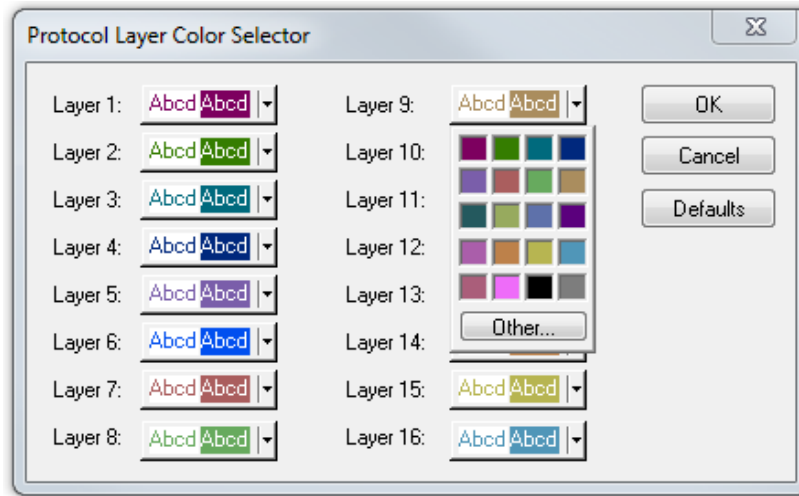 Protocol Layer Color Selector
Layer 1: Abcd Abcd
Layer 2: Abcd Abcd
Layer 3: Abcd Abcd
Layer 4: Abcd Abcd
Layer 5: Abcd Abcd
Layer 6: Abcd Abcd
Layer 7: Abcd Abcd
Layer 8: Abcd Abcd
Layer 9: Abcd Abcd
Layer 10:
Layer 11:
Layer 12:
Layer 13:
Layer 14:
Layer 15: Abcd Abcd
Layer 16: Abcd Abcd
Other...
OK
Cancel
Defaults